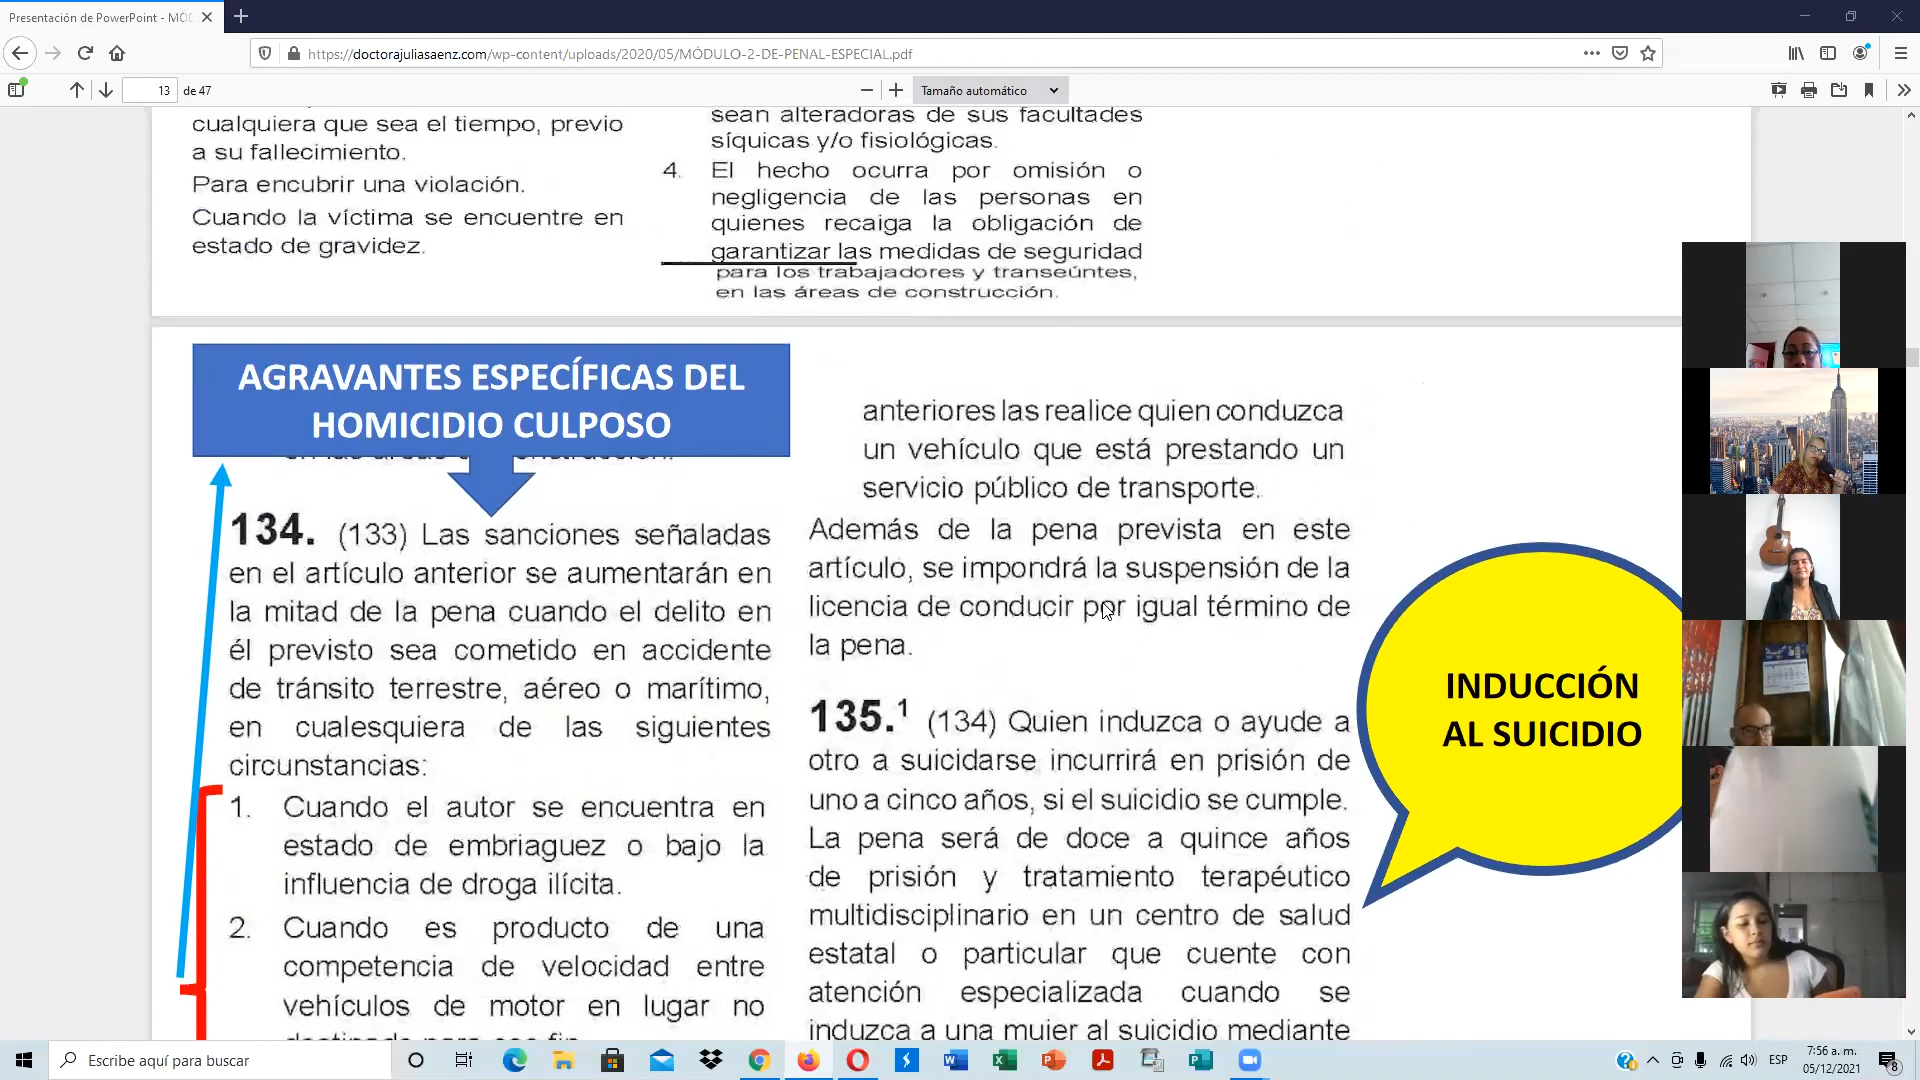 Presentación de PowerPoint - MÓD
https://doctorajuliasaenz.com/wp-content/uploads/2020/05/MÓDULO-2-DE-PENAL-ESPECIAL.pdf
13 de 47
Tamaño automático
cualquiera que sea el tiempo, previo
a su fallecimiento.
Para encubrir una violación.
Cuando la víctima se encuentre en
estado de gravidez.
sean alteradoras de sus facultades
síquicas y/o fisiológicas.
4. El hecho ocurra por omisión o
negligencia de las personas en
quienes recaiga la obligación de
garantizar las medidas de seguridad
para los trabajadores y transeúntes,
en las áreas de construcción.
AGRAVANTES ESPECÍFICAS DEL
HOMICIDIO CULPOSO
134. (133) Las sanciones señaladas
en el artículo anterior se aumentarán en
la mitad de la pena cuando el delito en
él previsto sea cometido en accidente
de tránsito terrestre, aéreo o marítimo,
en cualesquiera de las siguientes
circunstancias:
1. Cuando el autor se encuentra en
estado de embriaguez o bajo la
influencia de droga ilícita.
2. Cuando es producto de una
competencia de velocidad entre
vehículos de motor en lugar no
anteriores las realice quien conduzca
un vehículo que está prestando un
servicio público de transporte.
Además de la pena prevista en este
artículo, se impondrá la suspensión de la
licencia de conducir por igual término de
la pena.
135.¹ (134) Quien induzca o ayude a
otro a suicidarse incurrirá en prisión de
uno a cinco años, si el suicidio se cumple.
La pena será de doce a quince años
de prisión y tratamiento terapéutico
multidisciplinario en un centro de salud
estatal o particular que cuente con
atención especializada cuando se
induzca a una mujer al suicidio mediante
INDUCCIÓN
AL SUICIDIO
Escribe aquí para buscar
ESP
7:56 a. m.
05/12/2021
8